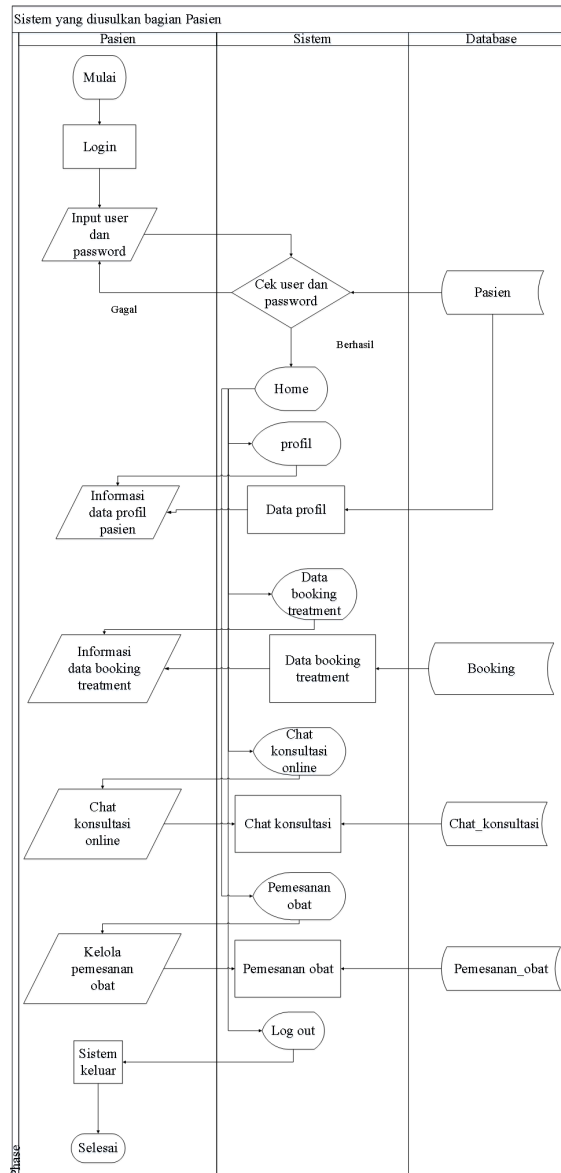 Sistem yang diusulkan bagian Pasien
Pasien
Sistem
Database
Mulai
Login
Input user
dan
password
Cek user dan
password
Pasien
Gagal
Berhasil
Home
profil
Informasi
data profil
pasien
Data profil
Data
booking
treatment
Informasi
data booking
treatment
Data booking
treatment
Booking
Chat
konsultasi
online
Chat
konsultasi
online
Chat konsultasi
Chat_konsultasi
Pemesanan
obat
Kelola
pemesanan
obat
Pemesanan obat
Pemesanan_obat
Log out
Sistem
keluar
Selesai
Phase